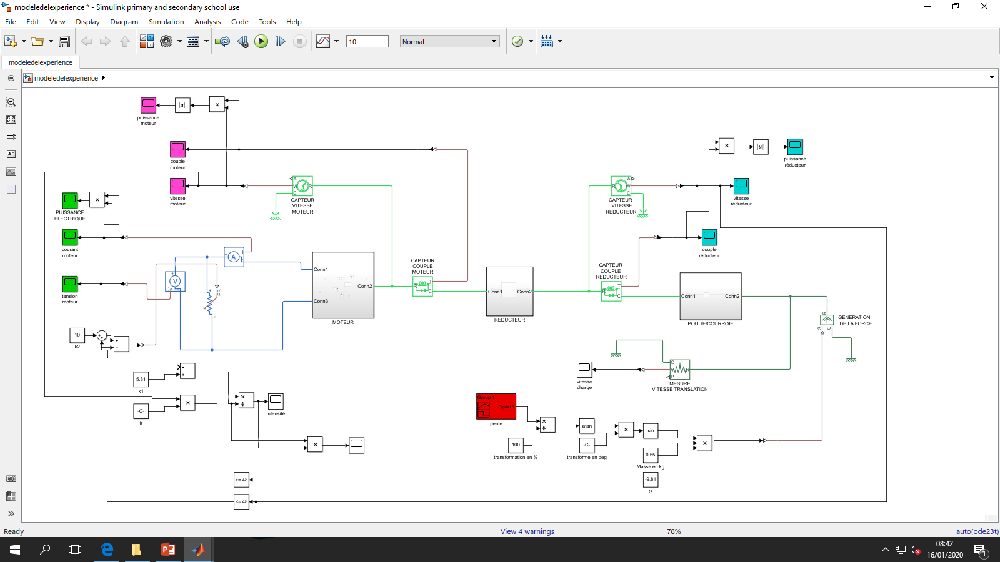 modeledelexperience * - Simulink primary and secondary school use
File Edit View Display Diagram Simulation Analysis Code Tools Help
10
Normal
modeledelexperience
modeledelexperience
puissance
moteur
|u|
×
couple
moteur
vitesse
moteur
A
W
C
R
CAPTEUR
VITESSE
MOTEUR
PUISSANCE
ELECTRIQUE
×
courant
moteur
tension
moteur
V
A
PS
Conn1
Conn2
Conn3
MOTEUR
CAPTEUR
COUPLE
MOTEUR
R
T
C
Conn1
Conn2
REDUCTEUR
R
A
W
C
CAPTEUR
VITESSE
REDUCTEUR
×
|u|
puissance
réducteur
vitesse
réducteur
couple
réducteur
CAPTEUR
COUPLE
REDUCTEUR
R
T
C
Conn1
Conn2
POULIE/COURROIE
R
S
C
GENERATION
DE LA FORCE
C
V
P
R
MESURE
VITESSE TRANSLATION
vitesse
charge
10
k2
5.81
k1
-C-
k
×
×
÷
Intensité
×
>= 48
<= 48
Group 1
Signal 1
pente
×
÷
100
transformation en %
atan
-C-
transforme en deg
×
sin
0.55
Masse en kg
-9.81
G
×
Ready
View 4 warnings
78%
auto(ode23t)
08:42
16/01/2020
1